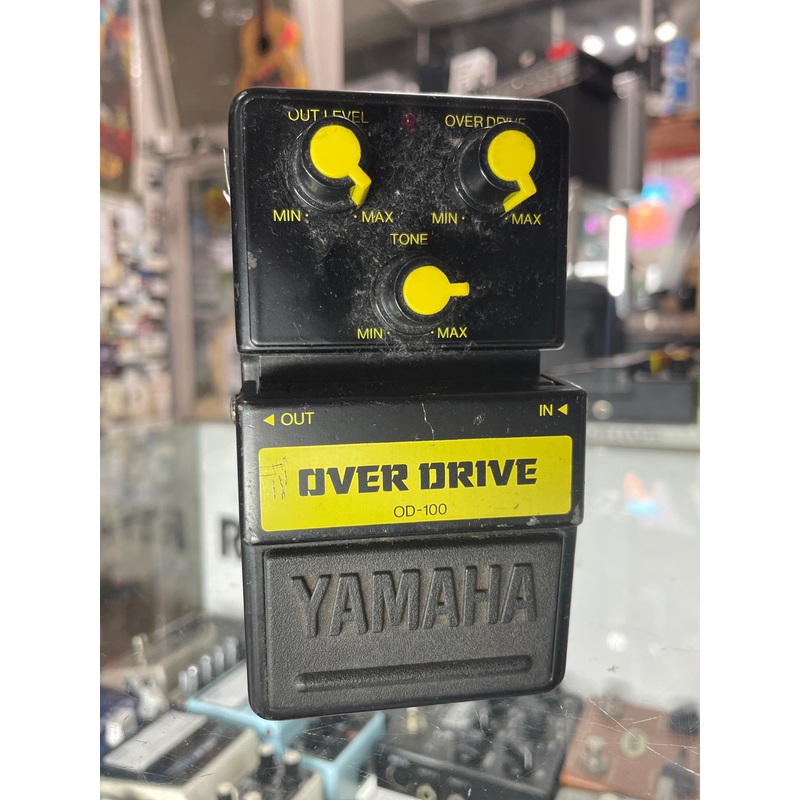 OUT LEVEL
OVER DRIVE
MIN MAX
MIN MAX
TONE
MIN MAX
◀ OUT
IN ◀
OVER DRIVE
OD-100
YAMAHA